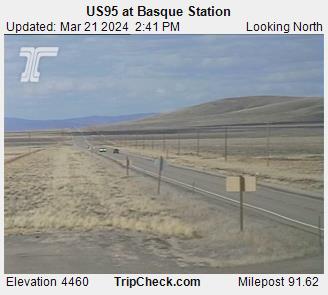 US95 at Basque Station
Updated: Mar 21 2024 2:41 PM Looking North
Elevation 4460 TripCheck.com Milepost 91.62